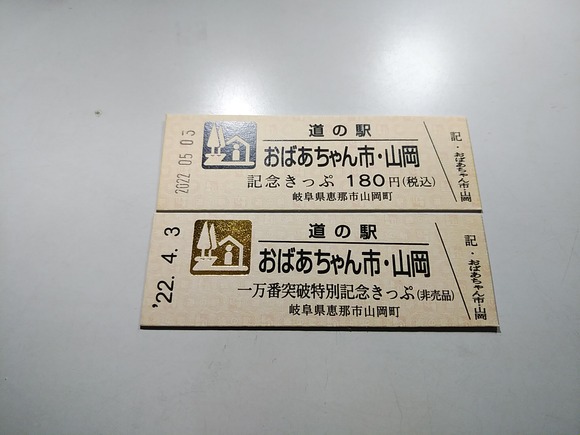 2022.05.03
道の駅
おばあちゃん市・山岡
記念きっぷ 180円(税込)
岐阜県恵那市山岡町
記・おばあちゃん市・山岡
'22.4.3
道の駅
おばあちゃん市・山岡
一万番突破特別記念きっぷ(非売品)
岐阜県恵那市山岡町
記・おばあちゃん市・山岡